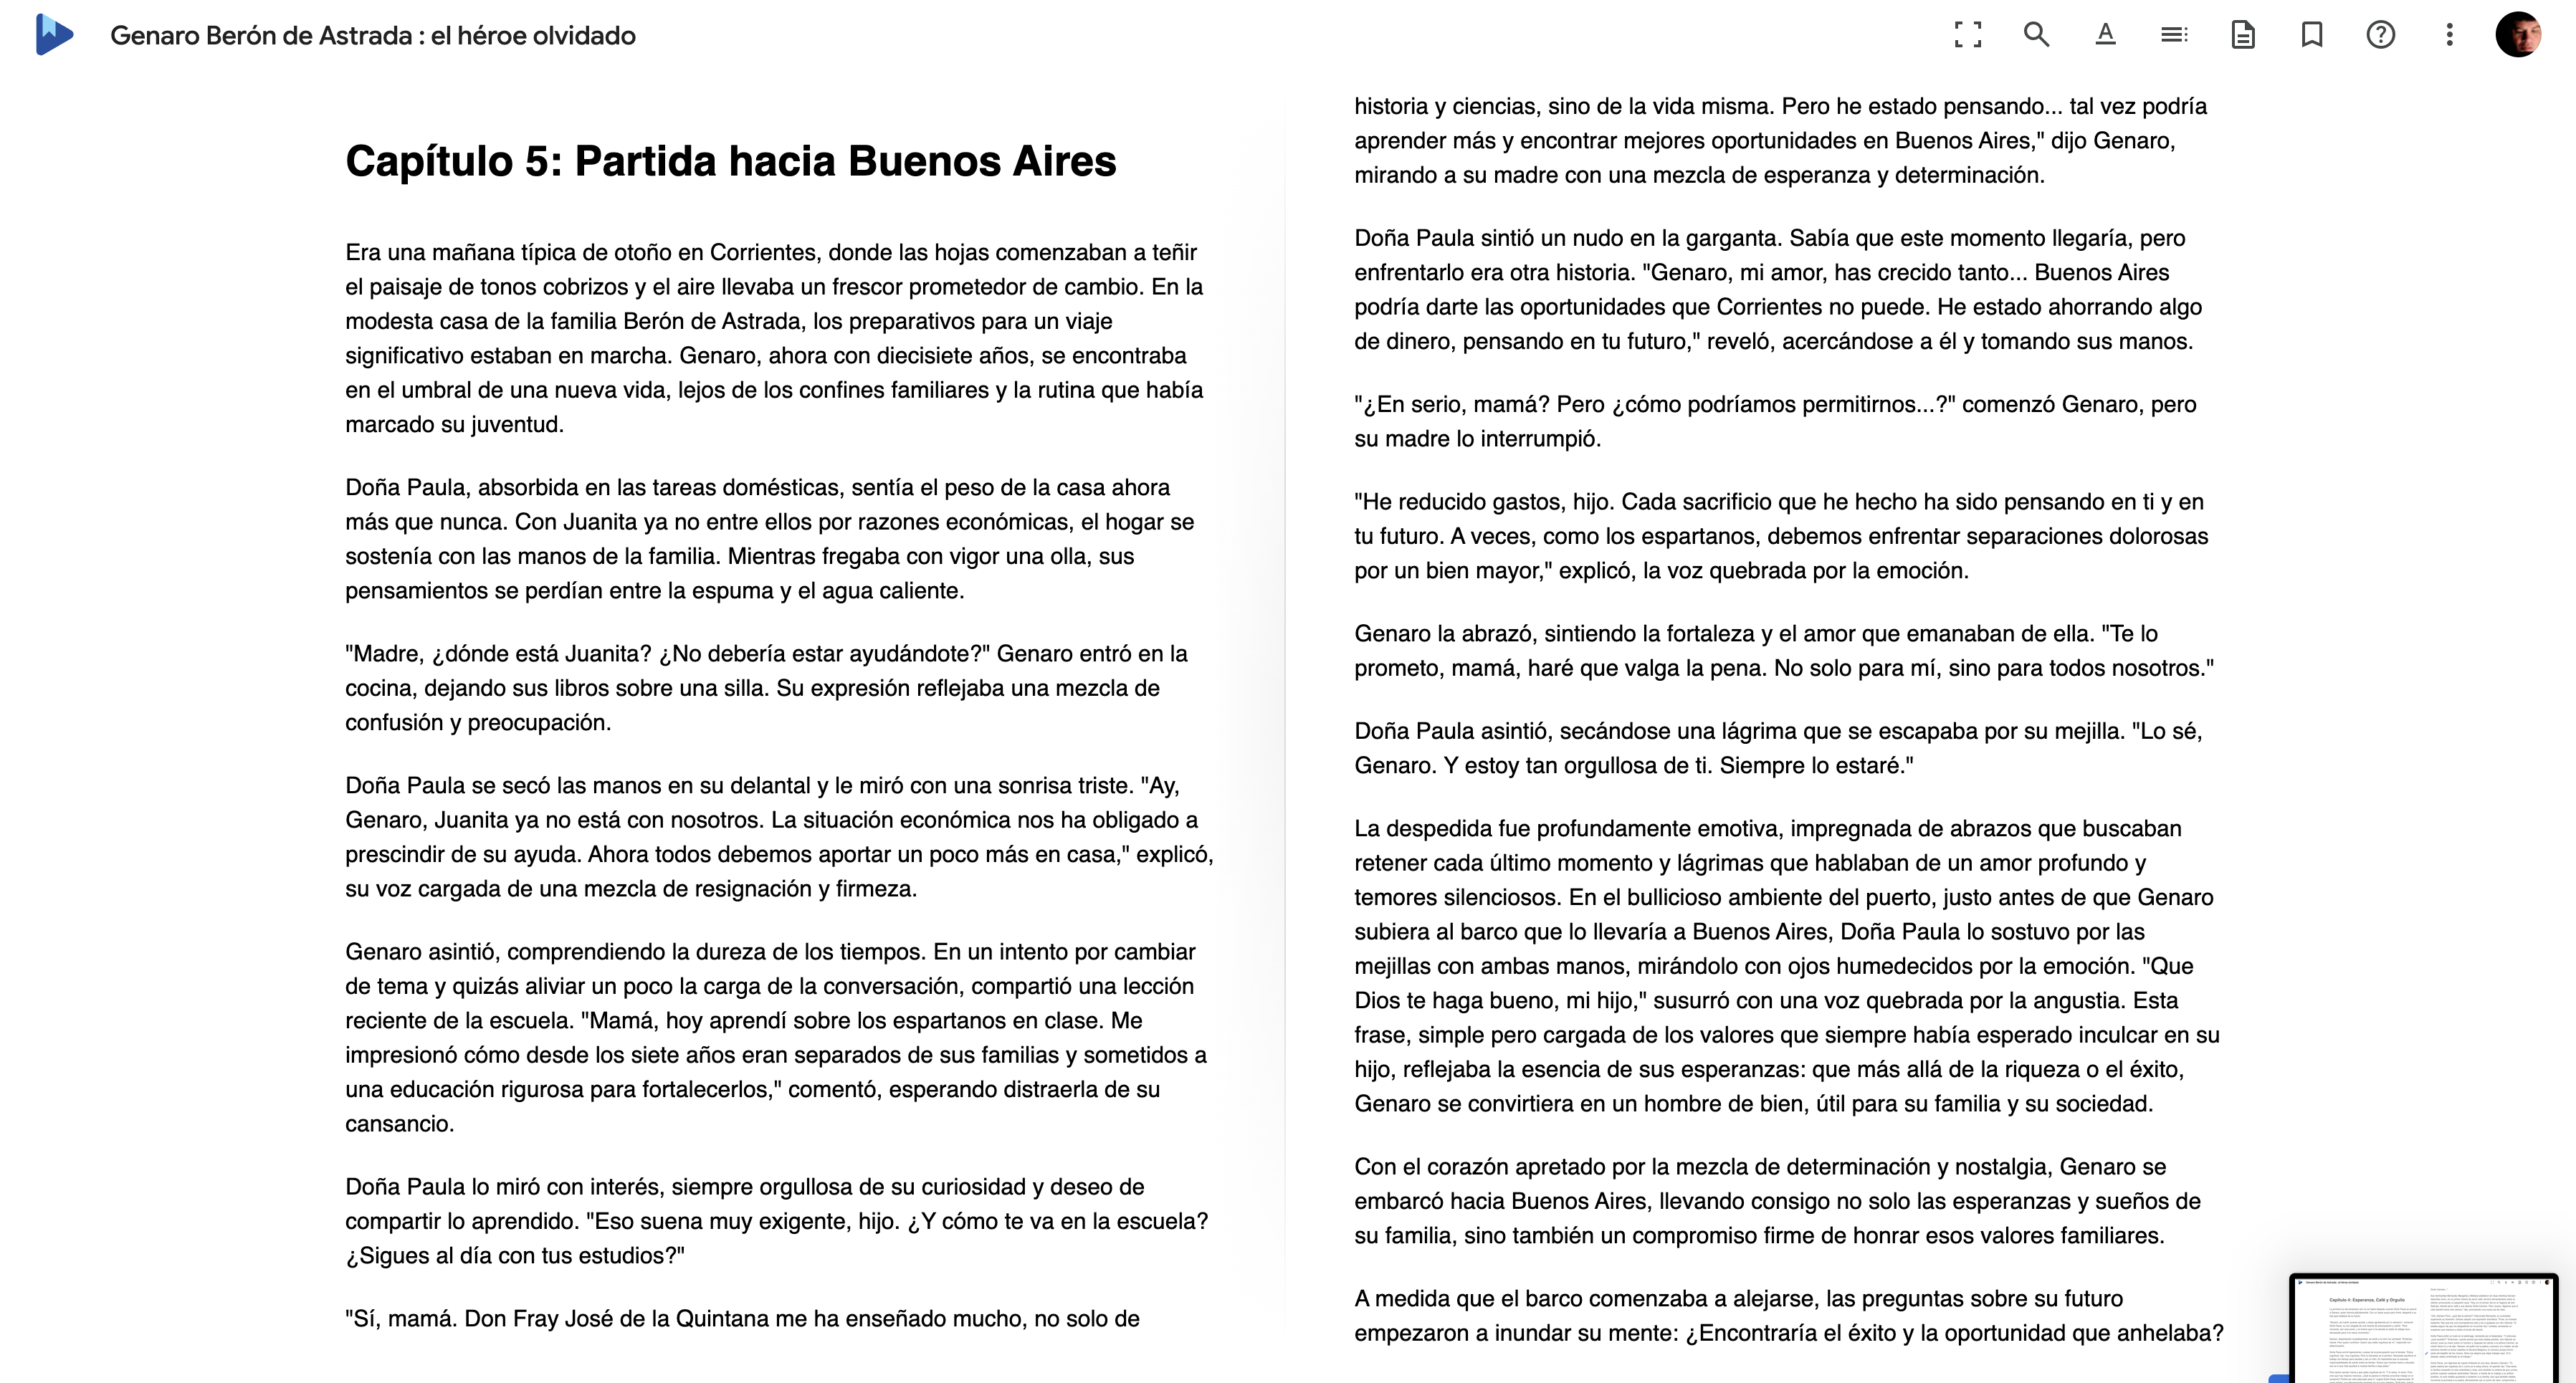 Genaro Berón de Astrada : el héroe olvidado
Capítulo 5: Partida hacia Buenos Aires
Era una mañana típica de otoño en Corrientes, donde las hojas comenzaban a teñir
el paisaje de tonos cobrizos y el aire llevaba un frescor prometedor de cambio. En la
modesta casa de la familia Berón de Astrada, los preparativos para un viaje
significativo estaban en marcha. Genaro, ahora con diecisiete años, se encontraba
en el umbral de una nueva vida, lejos de los confines familiares y la rutina que había
marcado su juventud.
Doña Paula, absorbida en las tareas domésticas, sentía el peso de la casa ahora
más que nunca. Con Juanita ya no entre ellos por razones económicas, el hogar se
sostenía con las manos de la familia. Mientras fregaba con vigor una olla, sus
pensamientos se perdían entre la espuma y el agua caliente.
"Madre, ¿dónde está Juanita? ¿No debería estar ayudándote?" Genaro entró en la
cocina, dejando sus libros sobre una silla. Su expresión reflejaba una mezcla de
confusión y preocupación.
Doña Paula se secó las manos en su delantal y le miró con una sonrisa triste. "Ay,
Genaro, Juanita ya no está con nosotros. La situación económica nos ha obligado a
prescindir de su ayuda. Ahora todos debemos aportar un poco más en casa," explicó,
su voz cargada de una mezcla de resignación y firmeza.
Genaro asintió, comprendiendo la dureza de los tiempos. En un intento por cambiar
de tema y quizás aliviar un poco la carga de la conversación, compartió una lección
reciente de la escuela. "Mamá, hoy aprendí sobre los espartanos en clase. Me
impresionó cómo desde los siete años eran separados de sus familias y sometidos a
una educación rigurosa para fortalecerlos," comentó, esperando distraerla de su
cansancio.
Doña Paula lo miró con interés, siempre orgullosa de su curiosidad y deseo de
compartir lo aprendido. "Eso suena muy exigente, hijo. ¿Y cómo te va en la escuela?
¿Sigues al día con tus estudios?"
"Sí, mamá. Don Fray José de la Quintana me ha enseñado mucho, no solo de
historia y ciencias, sino de la vida misma. Pero he estado pensando... tal vez podría
aprender más y encontrar mejores oportunidades en Buenos Aires," dijo Genaro,
mirando a su madre con una mezcla de esperanza y determinación.
Doña Paula sintió un nudo en la garganta. Sabía que este momento llegaría, pero
enfrentarlo era otra historia. "Genaro, mi amor, has crecido tanto... Buenos Aires
podría darte las oportunidades que Corrientes no puede. He estado ahorrando algo
de dinero, pensando en tu futuro," reveló, acercándose a él y tomando sus manos.
"¿En serio, mamá? Pero ¿cómo podríamos permitirnos...?" comenzó Genaro, pero
su madre lo interrumpió.
"He reducido gastos, hijo. Cada sacrificio que he hecho ha sido pensando en ti y en
tu futuro. A veces, como los espartanos, debemos enfrentar separaciones dolorosas
por un bien mayor," explicó, la voz quebrada por la emoción.
Genaro la abrazó, sintiendo la fortaleza y el amor que emanaban de ella. "Te lo
prometo, mamá, haré que valga la pena. No solo para mí, sino para todos nosotros."
Doña Paula asintió, secándose una lágrima que se escapaba por su mejilla. "Lo sé,
Genaro. Y estoy tan orgullosa de ti. Siempre lo estaré."
La despedida fue profundamente emotiva, impregnada de abrazos que buscaban
retener cada último momento y lágrimas que hablaban de un amor profundo y
temores silenciosos. En el bullicioso ambiente del puerto, justo antes de que Genaro
subiera al barco que lo llevaría a Buenos Aires, Doña Paula lo sostuvo por las
mejillas con ambas manos, mirándolo con ojos humedecidos por la emoción. "Que
Dios te haga bueno, mi hijo," susurró con una voz quebrada por la angustia. Esta
frase, simple pero cargada de los valores que siempre había esperado inculcar en su
hijo, reflejaba la esencia de sus esperanzas: que más allá de la riqueza o el éxito,
Genaro se convirtiera en un hombre de bien, útil para su familia y su sociedad.
Con el corazón apretado por la mezcla de determinación y nostalgia, Genaro se
embarcó hacia Buenos Aires, llevando consigo no solo las esperanzas y sueños de
su familia, sino también un compromiso firme de honrar esos valores familiares.
A medida que el barco comenzaba a alejarse, las preguntas sobre su futuro
empezaron a inundar su mente: ¿Encontraría el éxito y la oportunidad que anhelaba?
Capítulo 4: Esperanza, Café y Orgullo